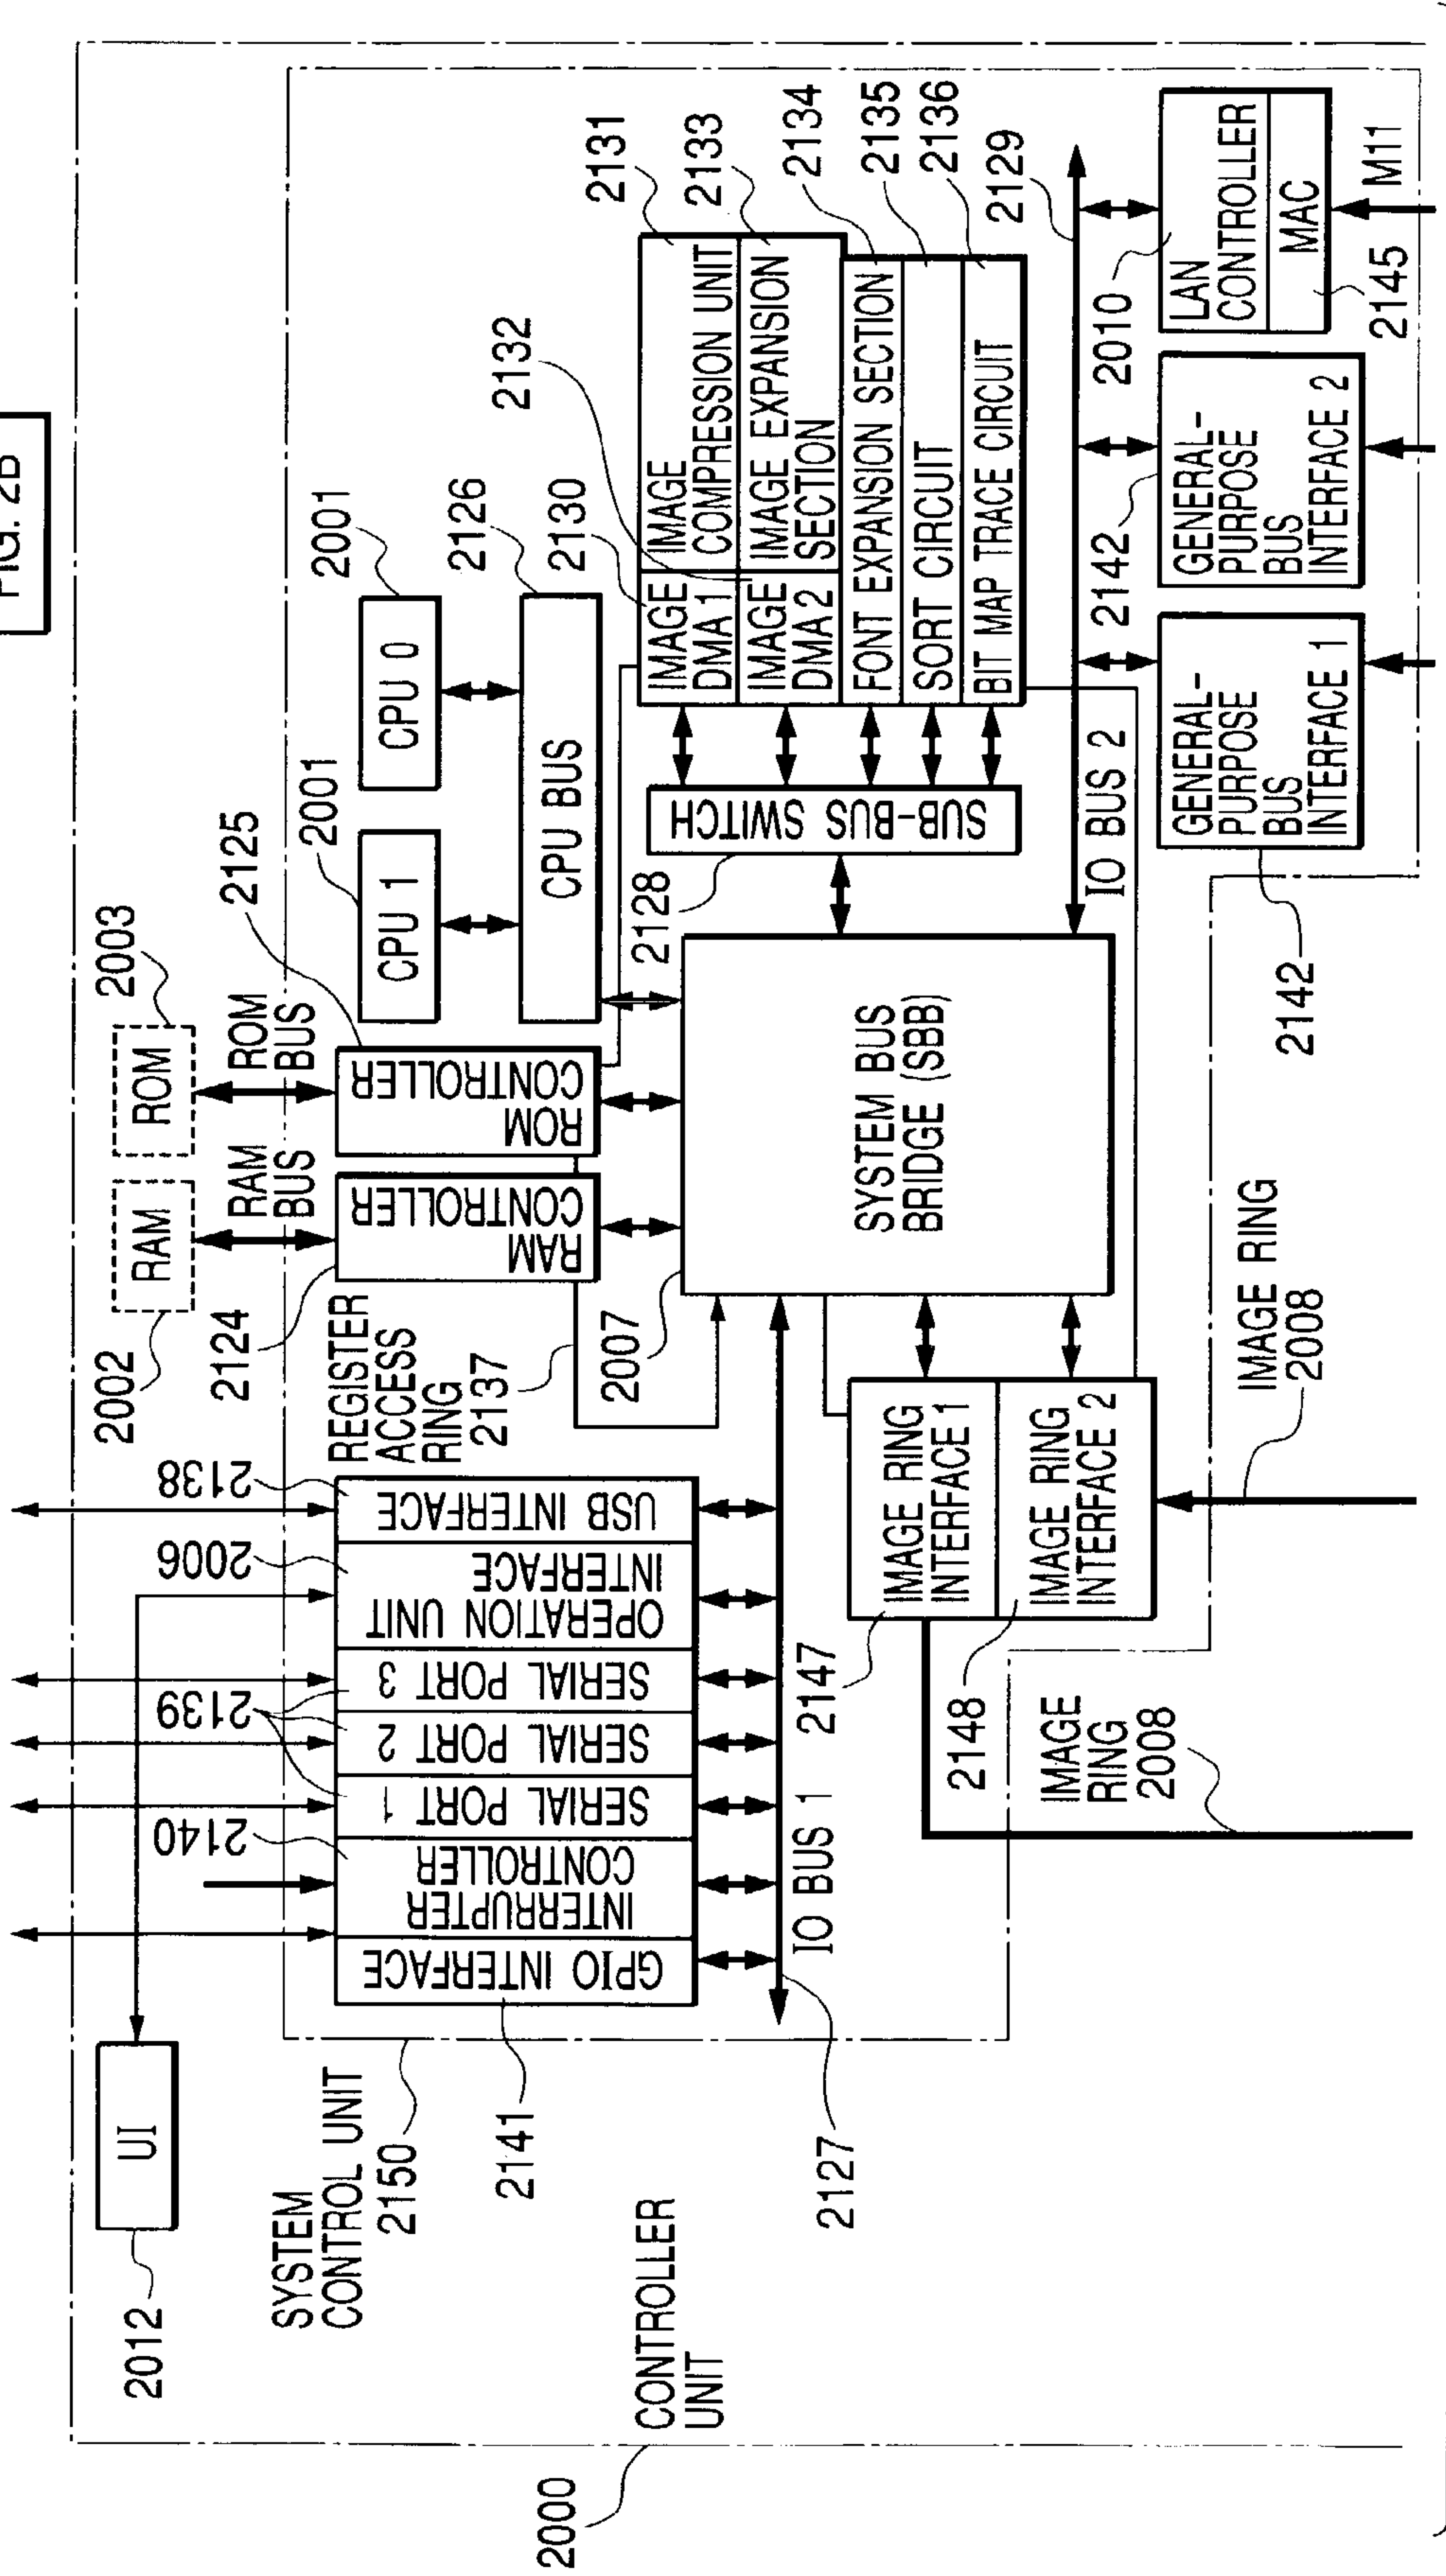 FIG. 2B
2000
CONTROLLER
UNIT
2012
UI
SYSTEM
CONTROL UNIT
2150
2141
2127
GPIO INTERFACE
INTERRUPTER
CONTROLLER
2140
SERIAL PORT 1
SERIAL PORT 2
SERIAL PORT 3
2139
OPERATION UNIT
INTERFACE
2006
USB INTERFACE
2138
IO BUS 1
REGISTER
ACCESS
RING
2137
2002
RAM
RAM
BUS
2003
ROM
ROM
BUS
2124
RAM
CONTROLLER
2125
ROM
CONTROLLER
2001
CPU 1
2001
CPU 0
2126
CPU BUS
2007
SYSTEM BUS
BRIDGE (SBB)
2128
SUB-BUS SWITCH
2130
2132
IMAGE
DMA 1
IMAGE
COMPRESSION UNIT
2131
IMAGE
DMA 2
IMAGE EXPANSION
SECTION
2133
FONT EXPANSION SECTION
2134
SORT CIRCUIT
2135
BIT MAP TRACE CIRCUIT
2136
2129
IO BUS 2
2147
IMAGE RING
INTERFACE 1
2148
IMAGE RING
INTERFACE 2
IMAGE
RING
2008
IMAGE RING
2008
2142
GENERAL-
PURPOSE
BUS
INTERFACE 1
2142
GENERAL-
PURPOSE
BUS
INTERFACE 2
2010
LAN
CONTROLLER
MAC
2145
M11